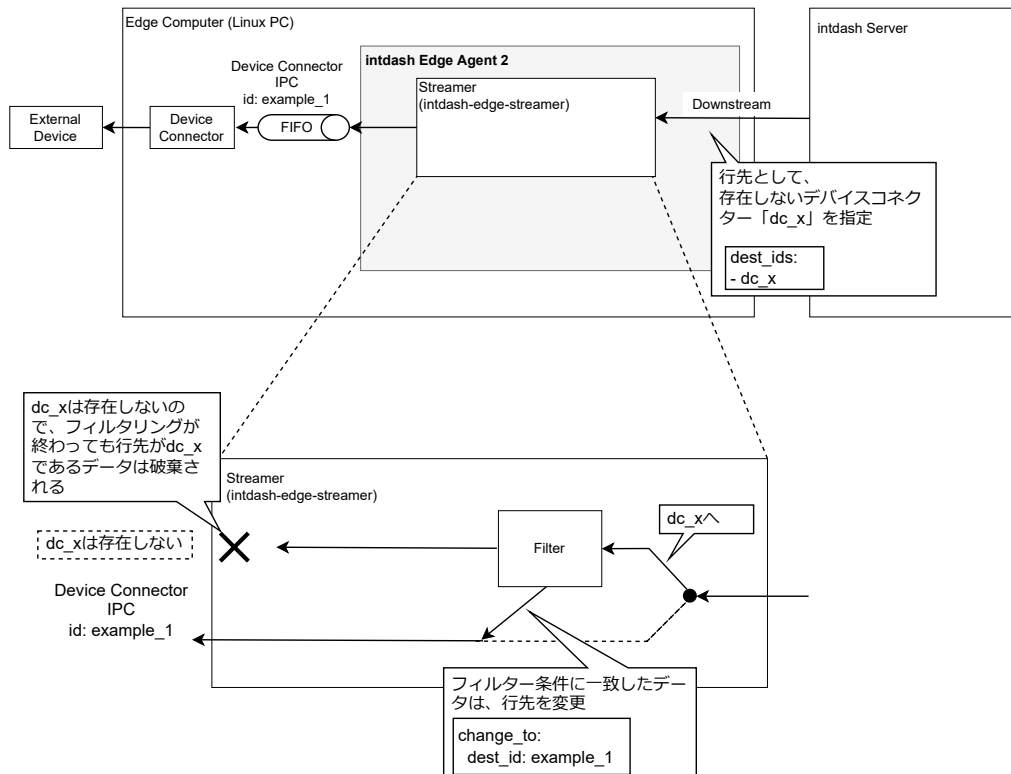 Edge Computer (Linux PC)
intdash Server
intdash Edge Agent 2
Device Connector
IPC
id: example_1
Streamer
(intdash-edge-streamer)
Downstream
External
Device
Device
Connector
FIFO
行先として、
存在しないデバイスコネク
ター「dc_x」を指定
dest_ids:
- dc_x
dc_xは存在しないの
で、フィルタリングが
終わっても行先がdc_x
であるデータは破棄さ
れる
Streamer
(intdash-edge-streamer)
dc_xへ
dc_xは存在しない
Filter
Device Connector
IPC
id: example_1
フィルター条件に一致したデー
タは、行先を変更
change_to:
dest_id: example_1